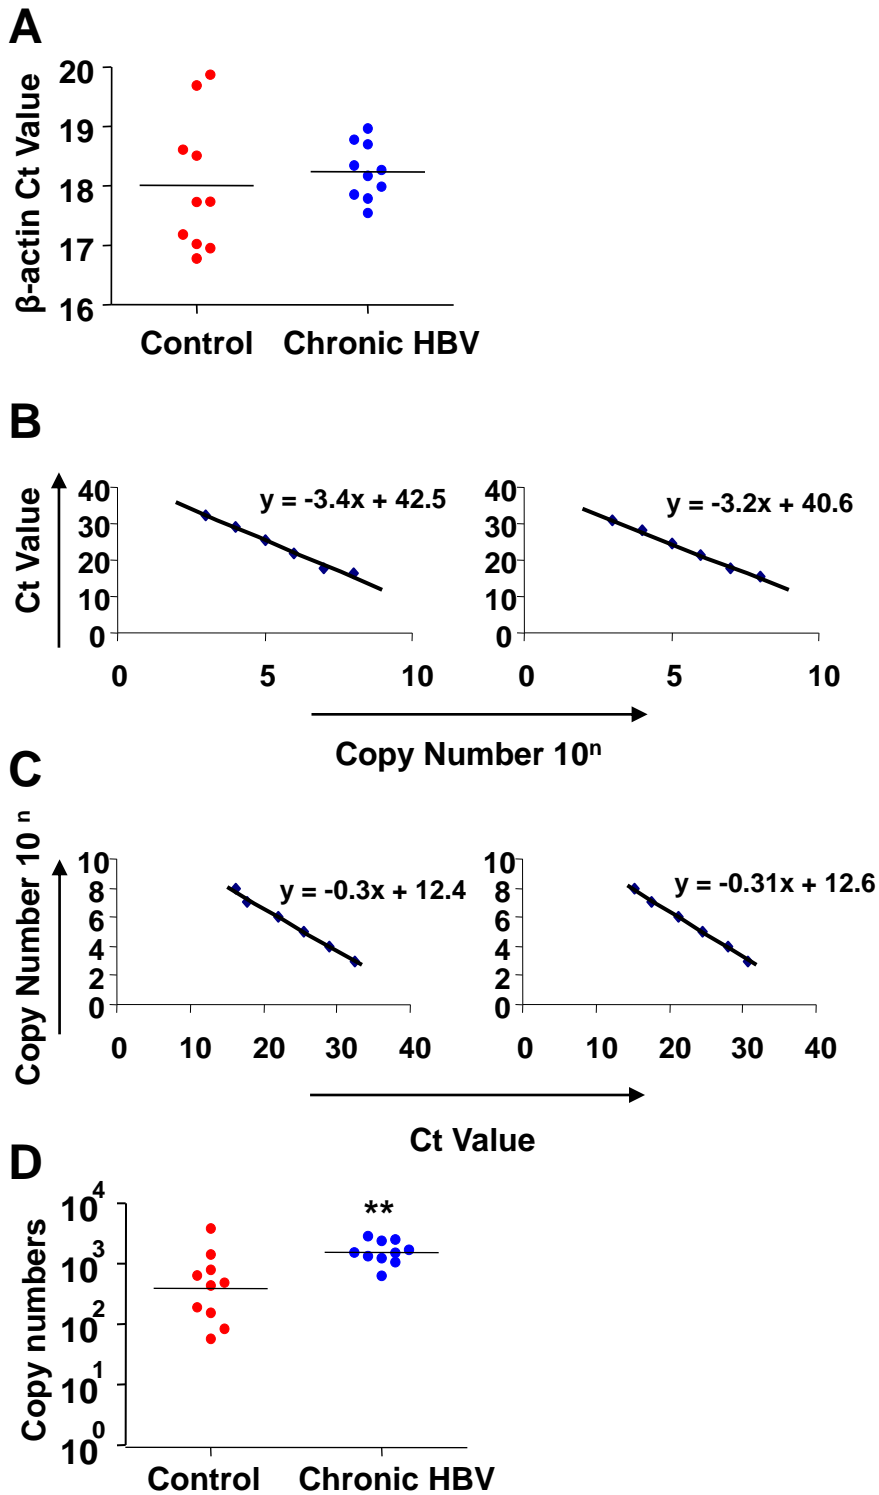 A
β-actin Ct Value
20
19
18
17
16
Control Chronic HBV
B
Ct Value
40
30
20
10
0
y = -3.4x + 42.5
0 5 10
40
30
20
10
0
y = -3.2x + 40.6
0 5 10
Copy Number 10ⁿ
C
Copy Number 10 ⁿ
10
8
6
4
2
0
y = -0.3x + 12.4
0 10 20 30 40
10
8
6
4
2
0
y = -0.31x + 12.6
0 10 20 30 40
Ct Value
D
Copy numbers
10⁴
10³
10²
10¹
10⁰
**
Control Chronic HBV